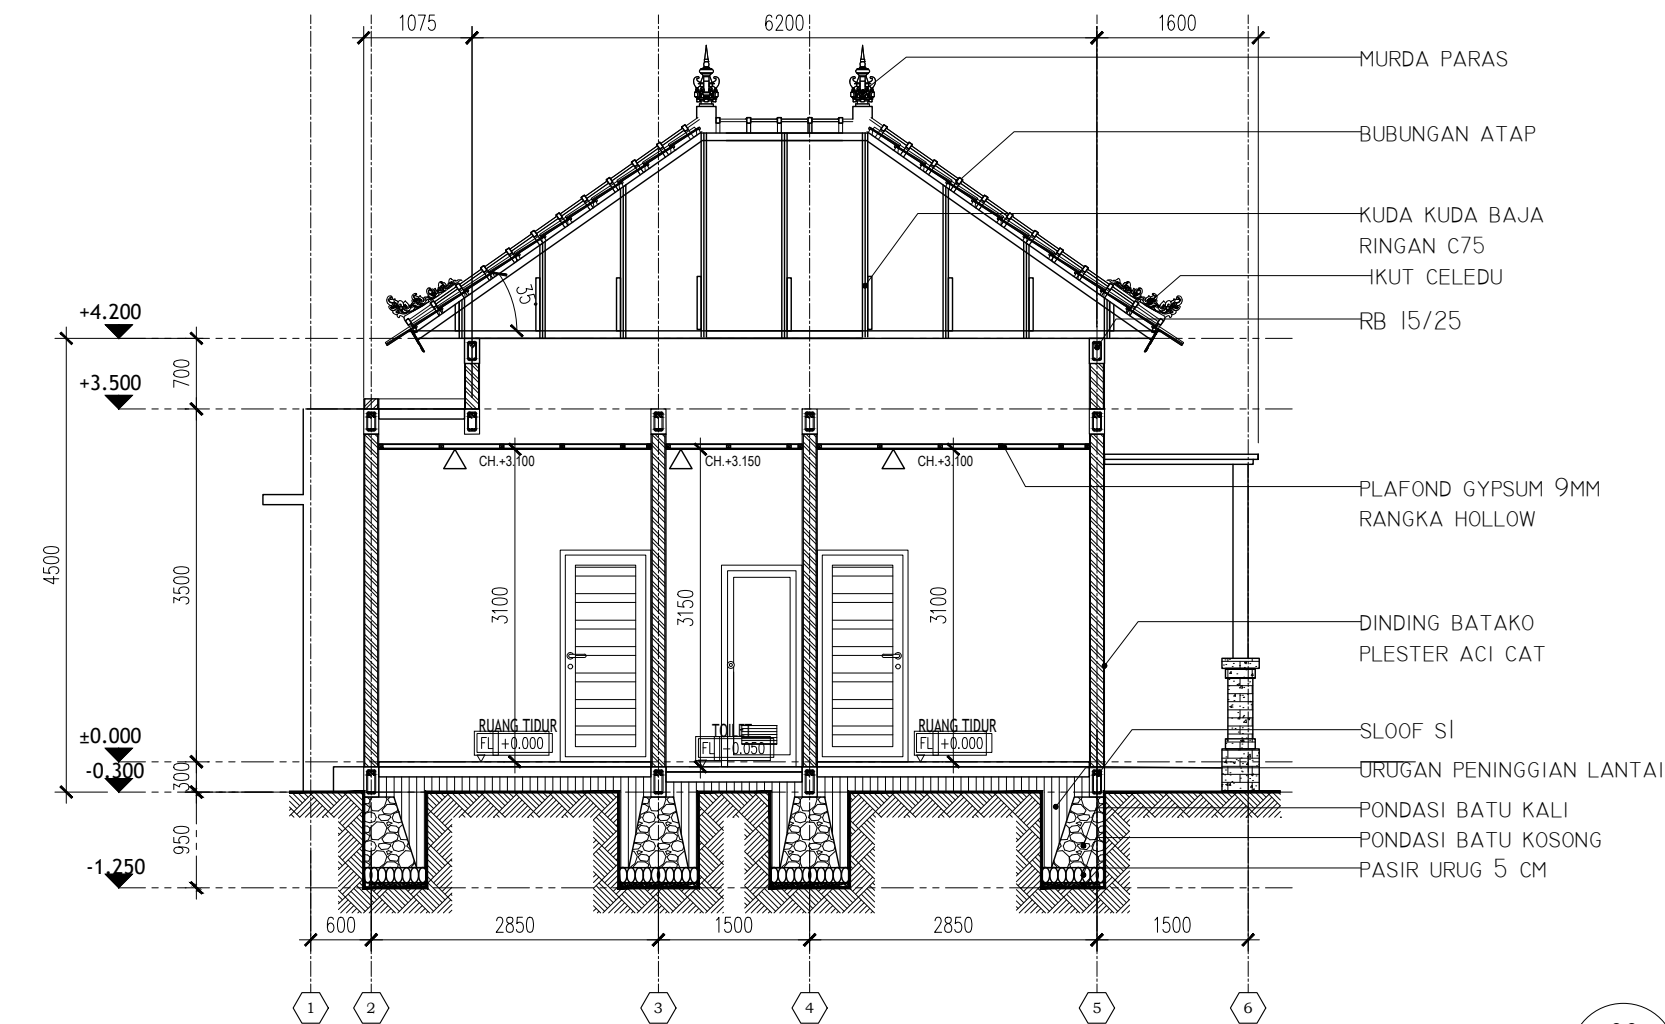 1075
6200
1600
MURDA PARAS
BUBUNGAN ATAP
KUDA KUDA BAJA
RINGAN C75
IKUT CELEDU
RB 15/25
35°
+4.200
700
+3.500
CH.+3.100
CH.+3.150
CH.+3.100
PLAFOND GYPSUM 9MM
RANGKA HOLLOW
4500
3500
3100
3150
3100
DINDING BATAKO
PLESTER ACI CAT
RUANG TIDUR
FL +0.000
TOILET
FL -0.050
RUANG TIDUR
FL +0.000
SLOOF S1
±0.000
-0.300
300
URUGAN PENINGGIAN LANTAI
PONDASI BATU KALI
PONDASI BATU KOSONG
PASIR URUG 5 CM
950
-1.250
600
2850
1500
2850
1500
1
2
3
4
5
6